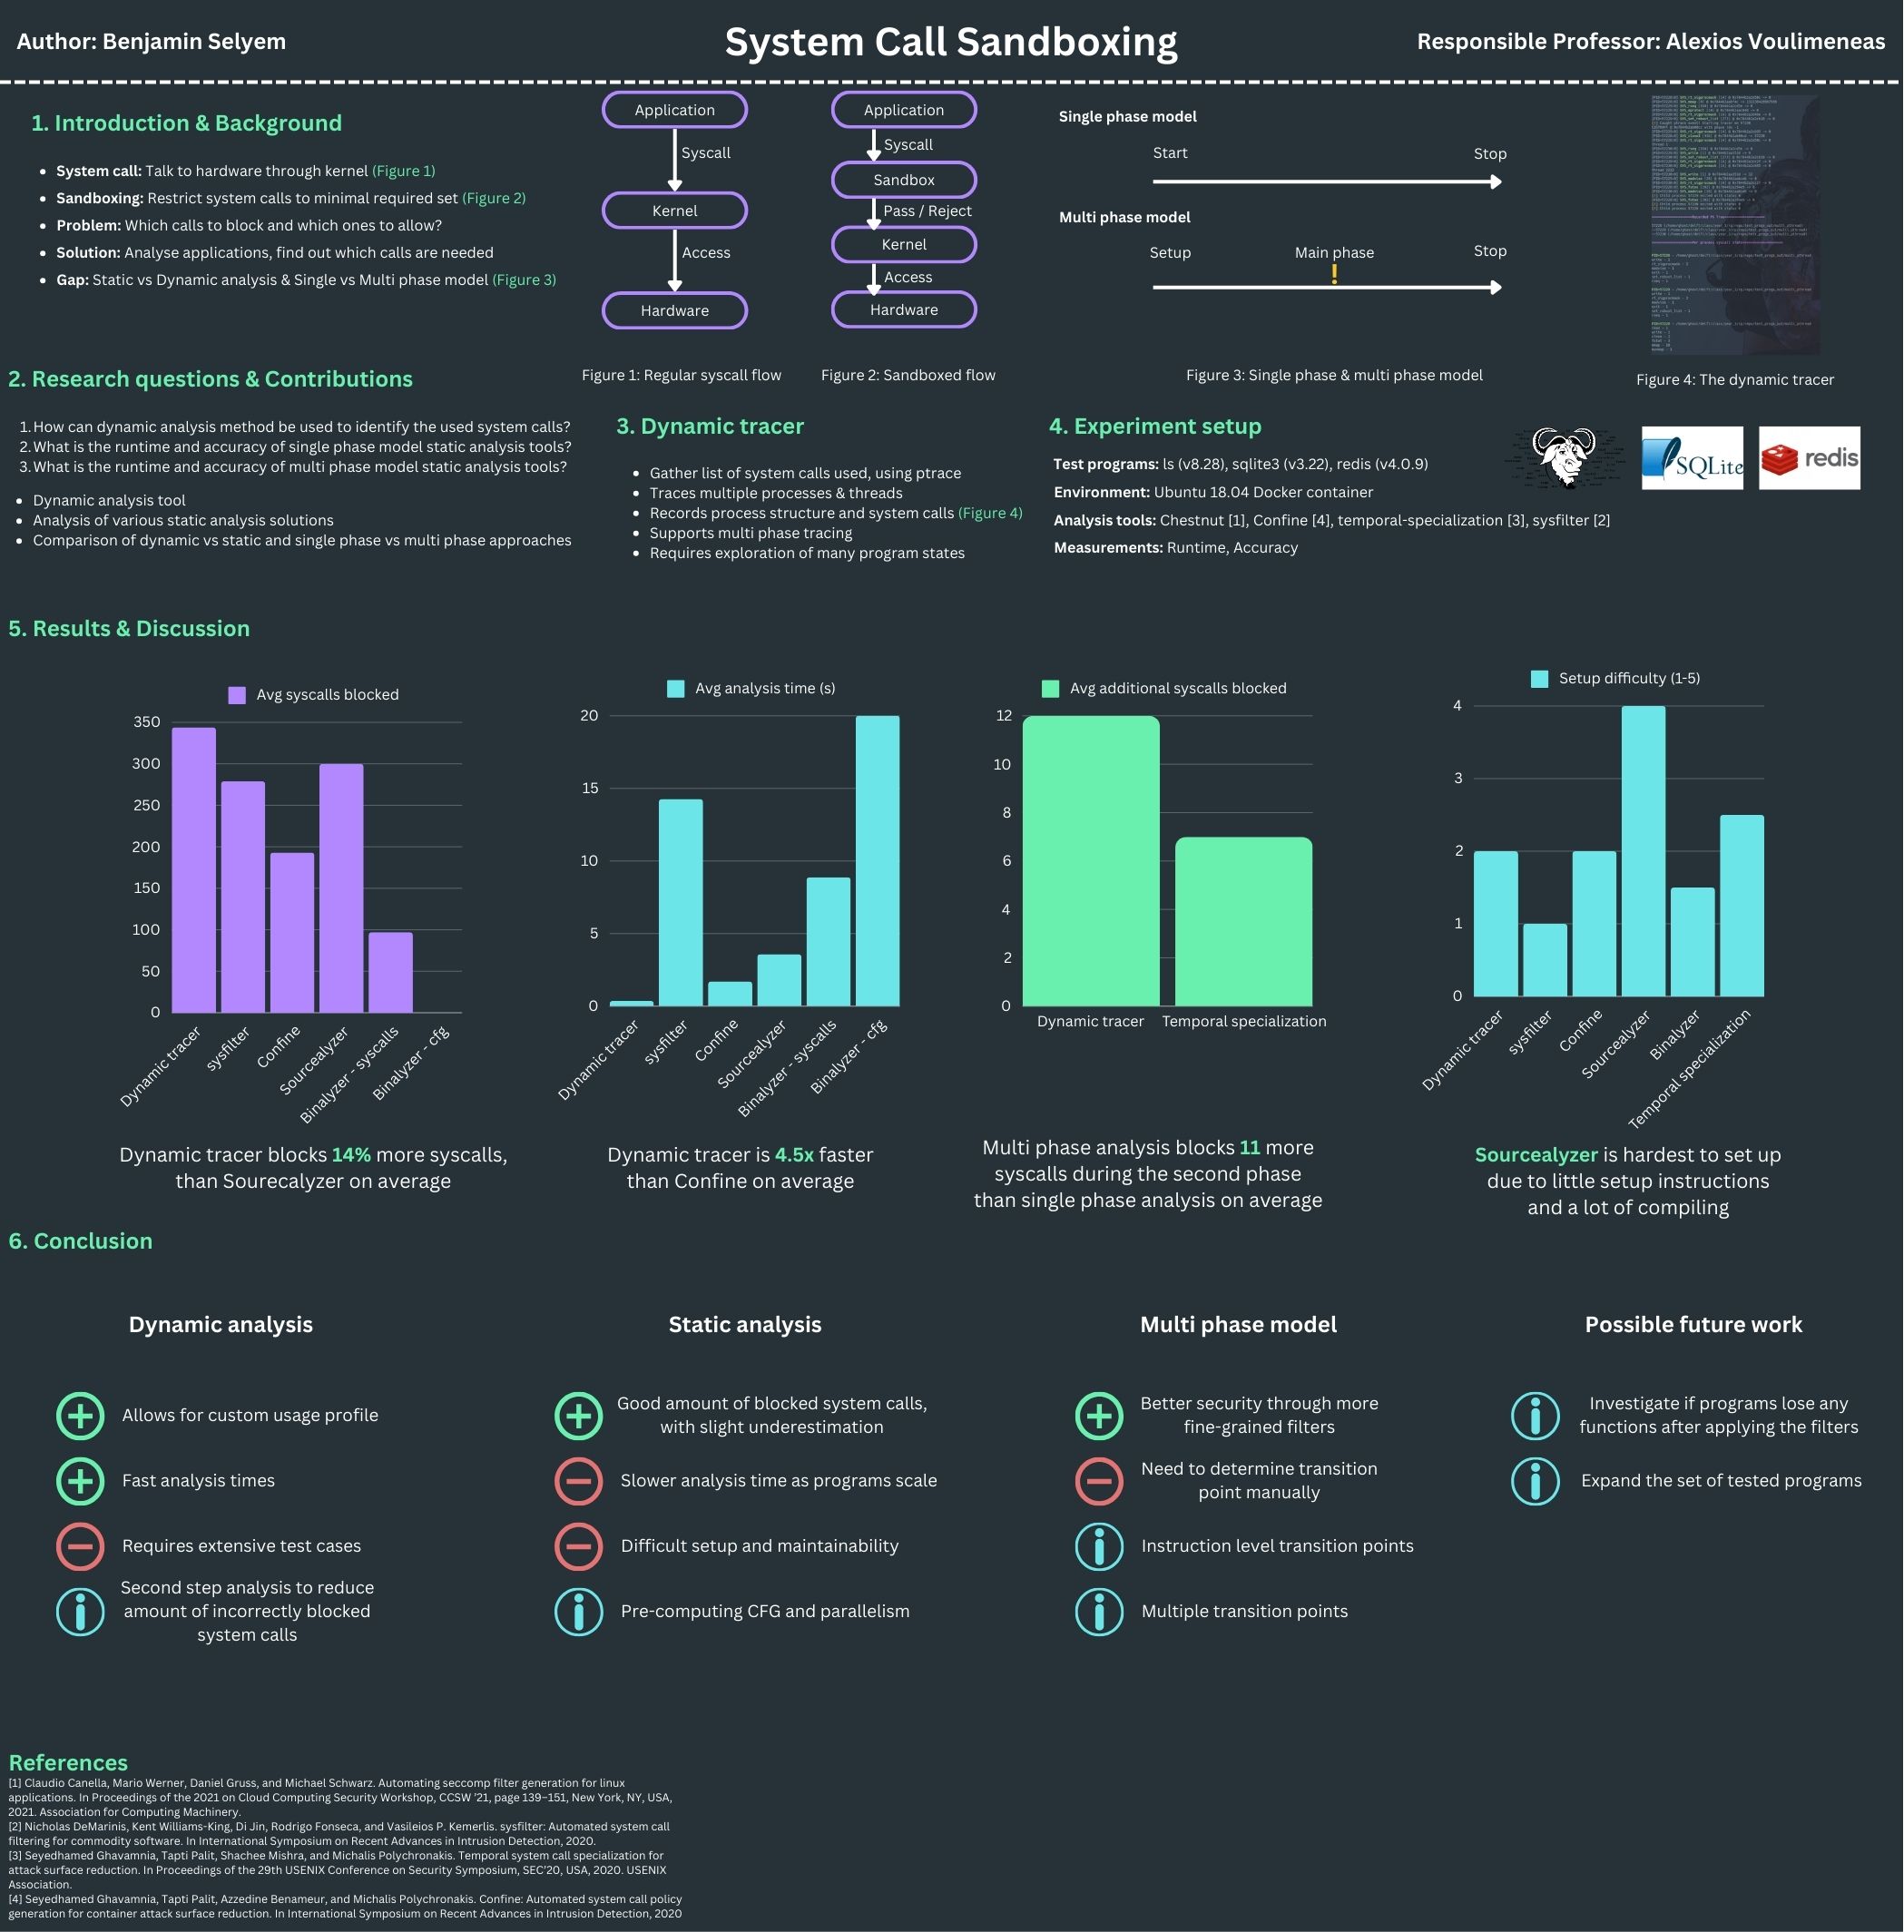 Author: Benjamin Selyem
System Call Sandboxing
Responsible Professor: Alexios Voulimeneas
1. Introduction & Background
• System call: Talk to hardware through kernel (Figure 1)
• Sandboxing: Restrict system calls to minimal required set (Figure 2)
• Problem: Which calls to block and which ones to allow?
• Solution: Analyse applications, find out which calls are needed
• Gap: Static vs Dynamic analysis & Single vs Multi phase model (Figure 3)
Application
Syscall
Kernel
Access
Hardware
Figure 1: Regular syscall flow
Application
Syscall
Sandbox
Pass / Reject
Kernel
Access
Hardware
Figure 2: Sandboxed flow
Single phase model
Start
Stop
Multi phase model
Setup
Main phase
Stop
!
Figure 3: Single phase & multi phase model
Figure 4: The dynamic tracer
2. Research questions & Contributions
1. How can dynamic analysis method be used to identify the used system calls?
2. What is the runtime and accuracy of single phase model static analysis tools?
3. What is the runtime and accuracy of multi phase model static analysis tools?
• Dynamic analysis tool
• Analysis of various static analysis solutions
• Comparison of dynamic vs static and single phase vs multi phase approaches
3. Dynamic tracer
• Gather list of system calls used, using ptrace
• Traces multiple processes & threads
• Records process structure and system calls (Figure 4)
• Supports multi phase tracing
• Requires exploration of many program states
4. Experiment setup
Test programs: ls (v8.28), sqlite3 (v3.22), redis (v4.0.9)
Environment: Ubuntu 18.04 Docker container
Analysis tools: Chestnut [1], Confine [4], temporal-specialization [3], sysfilter [2]
Measurements: Runtime, Accuracy
SQLite
redis
5. Results & Discussion
Avg syscalls blocked
350
300
250
200
150
100
50
0
Dynamic tracer
sysfilter
Confine
Sourcealyzer
Binalyzer - syscalls
Binalyzer - cfg
Dynamic tracer blocks 14% more syscalls,
than Sourecalyzer on average
Avg analysis time (s)
20
15
10
5
0
Dynamic tracer
sysfilter
Confine
Sourcealyzer
Binalyzer - syscalls
Binalyzer - cfg
Dynamic tracer is 4.5x faster
than Confine on average
Avg additional syscalls blocked
12
10
8
6
4
2
0
Dynamic tracer
Temporal specialization
Multi phase analysis blocks 11 more
syscalls during the second phase
than single phase analysis on average
Setup difficulty (1-5)
4
3
2
1
0
Dynamic tracer
sysfilter
Confine
Sourcealyzer
Binalyzer
Temporal specialization
Sourcealyzer is hardest to set up
due to little setup instructions
and a lot of compiling
6. Conclusion
Dynamic analysis
Allows for custom usage profile
Fast analysis times
Requires extensive test cases
Second step analysis to reduce
amount of incorrectly blocked
system calls
Static analysis
Good amount of blocked system calls,
with slight underestimation
Slower analysis time as programs scale
Difficult setup and maintainability
Pre-computing CFG and parallelism
Multi phase model
Better security through more
fine-grained filters
Need to determine transition
point manually
Instruction level transition points
Multiple transition points
Possible future work
Investigate if programs lose any
functions after applying the filters
Expand the set of tested programs
References
[1] Claudio Canella, Mario Werner, Daniel Gruss, and Michael Schwarz. Automating seccomp filter generation for linux
applications. In Proceedings of the 2021 on Cloud Computing Security Workshop, CCSW ’21, page 139–151, New York, NY, USA,
2021. Association for Computing Machinery.
[2] Nicholas DeMarinis, Kent Williams-King, Di Jin, Rodrigo Fonseca, and Vasileios P. Kemerlis. sysfilter: Automated system call
filtering for commodity software. In International Symposium on Recent Advances in Intrusion Detection, 2020.
[3] Seyedhamed Ghavamnia, Tapti Palit, Shachee Mishra, and Michalis Polychronakis. Temporal system call specialization for
attack surface reduction. In Proceedings of the 29th USENIX Conference on Security Symposium, SEC’20, USA, 2020. USENIX
Association.
[4] Seyedhamed Ghavamnia, Tapti Palit, Azzedine Benameur, and Michalis Polychronakis. Confine: Automated system call policy
generation for container attack surface reduction. In International Symposium on Recent Advances in Intrusion Detection, 2020